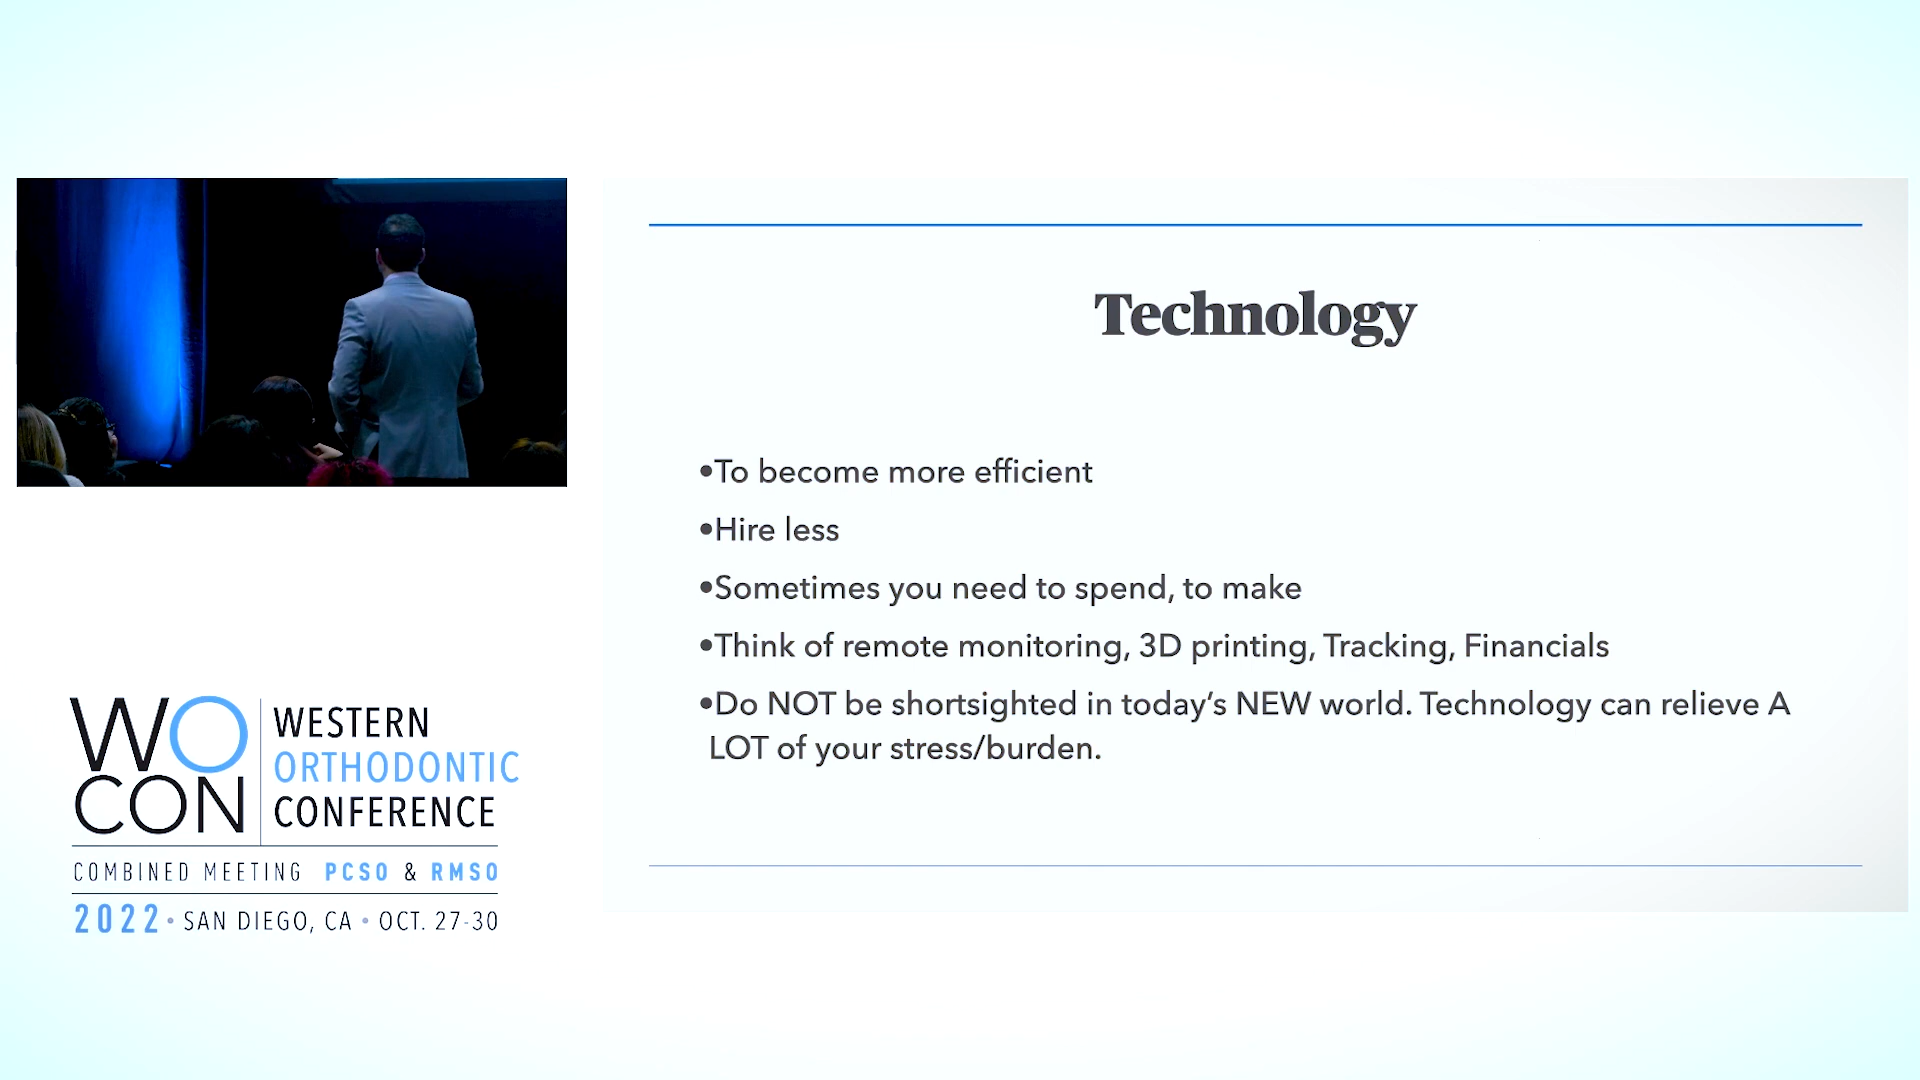 Technology
•To become more efficient
•Hire less
•Sometimes you need to spend, to make
•Think of remote monitoring, 3D printing, Tracking, Financials
•Do NOT be shortsighted in today’s NEW world. Technology can relieve A
LOT of your stress/burden.
WO
CON
WESTERN
ORTHODONTIC
CONFERENCE
COMBINED MEETING PCSO & RMSO
2022 • SAN DIEGO, CA • OCT. 27-30